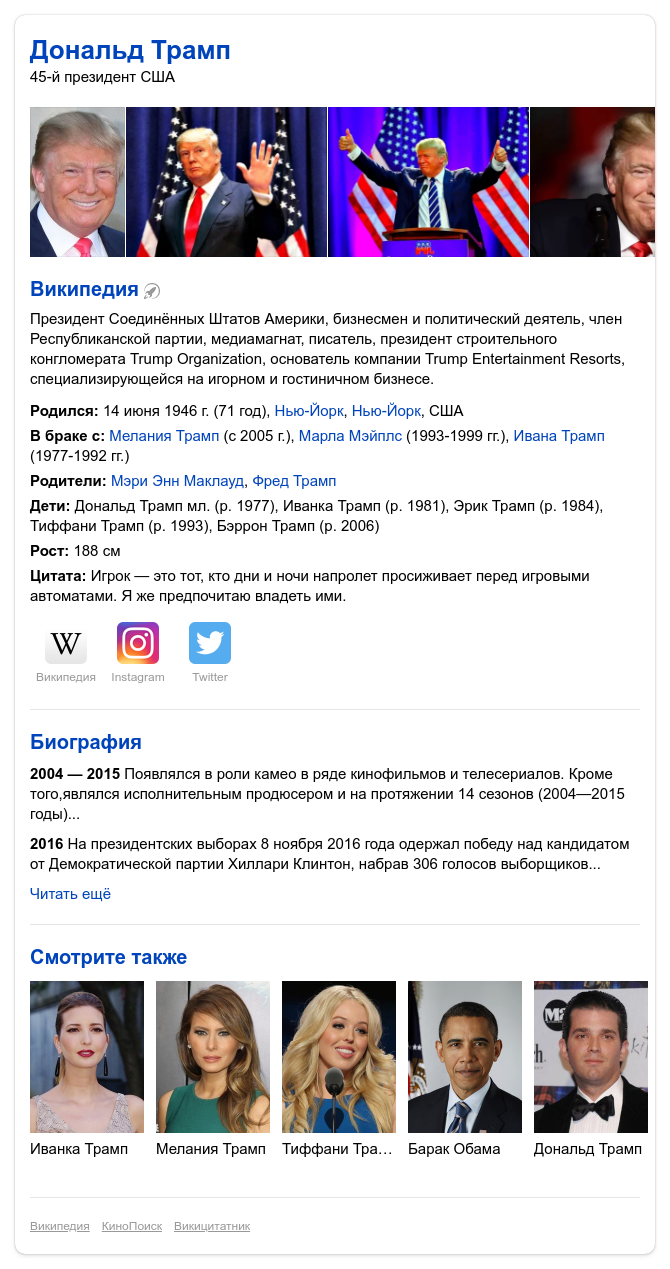 Дональд Трамп
45-й президент США
Википедия
Президент Соединённых Штатов Америки, бизнесмен и политический деятель, член
Республиканской партии, медиамагнат, писатель, президент строительного
конгломерата Trump Organization, основатель компании Trump Entertainment Resorts,
специализирующейся на игорном и гостиничном бизнесе.
Родился: 14 июня 1946 г. (71 год), Нью-Йорк, Нью-Йорк, США
В браке с: Мелания Трамп (с 2005 г.), Марла Мэйплс (1993-1999 гг.), Ивана Трамп
(1977-1992 гг.)
Родители: Мэри Энн Маклауд, Фред Трамп
Дети: Дональд Трамп мл. (р. 1977), Иванка Трамп (р. 1981), Эрик Трамп (р. 1984),
Тиффани Трамп (р. 1993), Бэррон Трамп (р. 2006)
Рост: 188 см
Цитата: Игрок — это тот, кто дни и ночи напролет просиживает перед игровыми
автоматами. Я же предпочитаю владеть ими.
W
Википедия Instagram Twitter
Биография
2004 — 2015 Появлялся в роли камео в ряде кинофильмов и телесериалов. Кроме
того,являлся исполнительным продюсером и на протяжении 14 сезонов (2004—2015
годы)...
2016 На президентских выборах 8 ноября 2016 года одержал победу над кандидатом
от Демократической партии Хиллари Клинтон, набрав 306 голосов выборщиков...
Читать ещё
Смотрите также
Иванка Трамп Мелания Трамп Тиффани Тра… Барак Обама Дональд Трамп
Википедия КиноПоиск Викицитатник